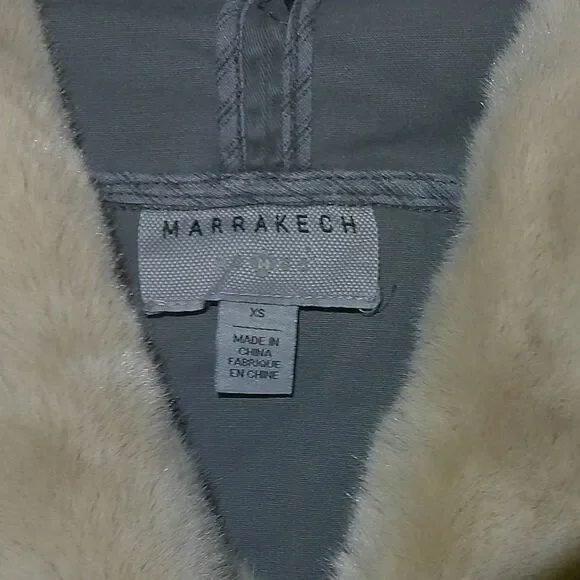 MARRAKECH
XS
MADE IN
CHINA
FABRIQUE
EN CHINE